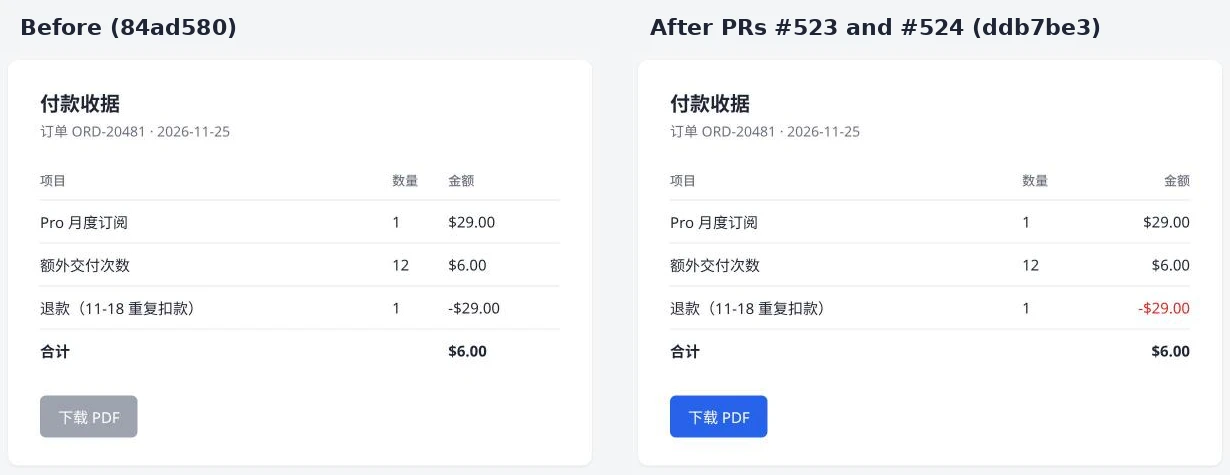 Before (84ad580)
付款收据
订单 ORD-20481 · 2026-11-25
项目 数量 金额
Pro 月度订阅 1 $29.00
额外交付次数 12 $6.00
退款（11-18 重复扣款） 1 -$29.00
合计 $6.00
下载 PDF
After PRs #523 and #524 (ddb7be3)
付款收据
订单 ORD-20481 · 2026-11-25
项目 数量 金额
Pro 月度订阅 1 $29.00
额外交付次数 12 $6.00
退款（11-18 重复扣款） 1 -$29.00
合计 $6.00
下载 PDF